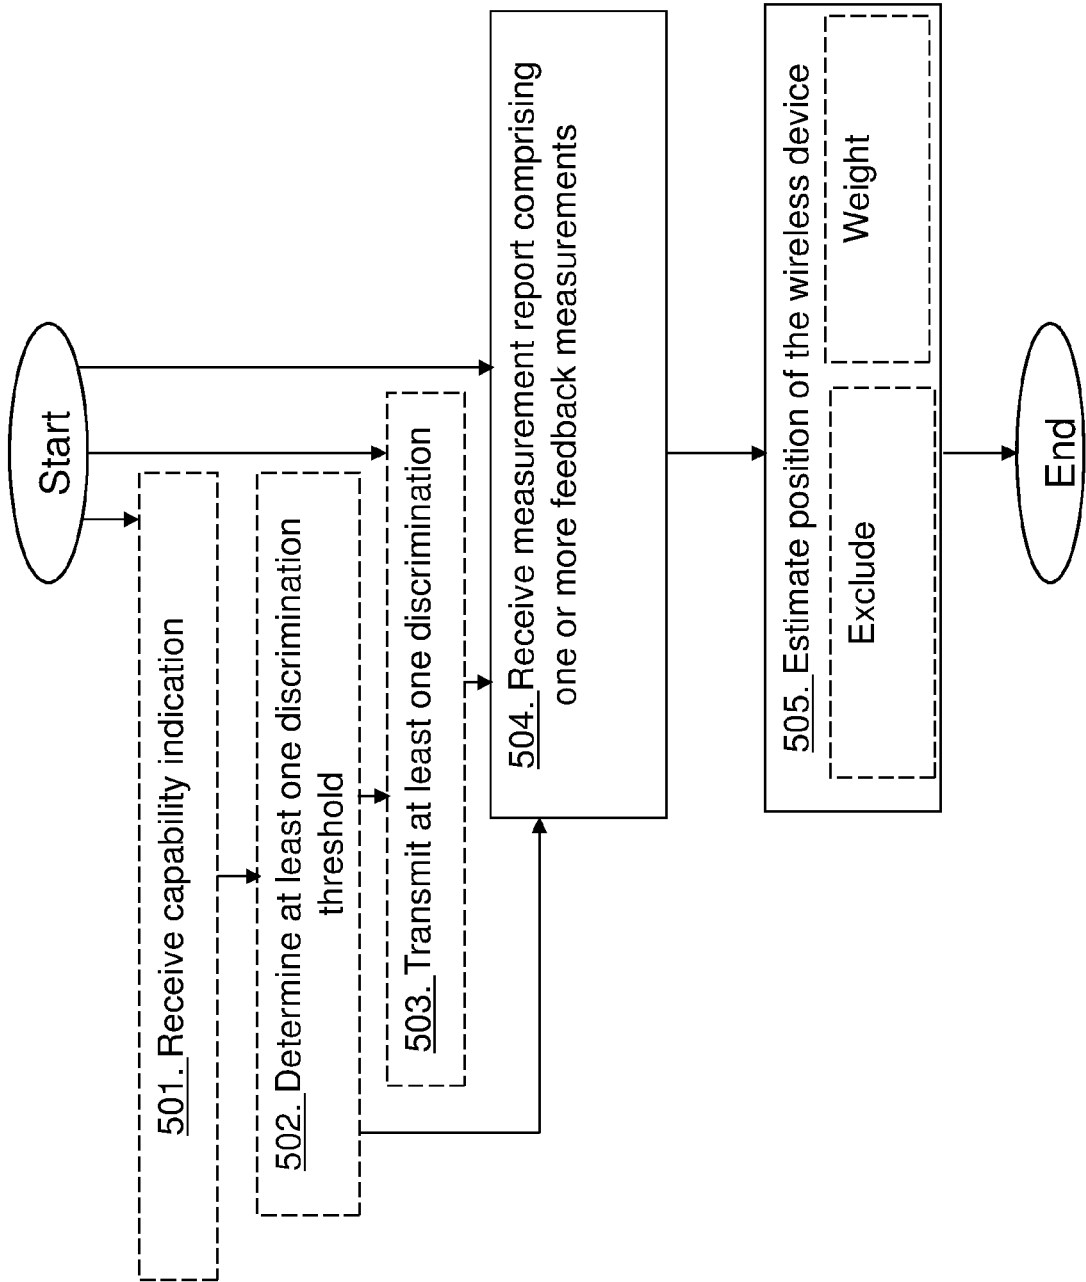 Start
501. Receive capability indication
502. Determine at least one discrimination
threshold
503. Transmit at least one discrimination
504. Receive measurement report comprising
one or more feedback measurements
505. Estimate position of the wireless device
Exclude
Weight
End